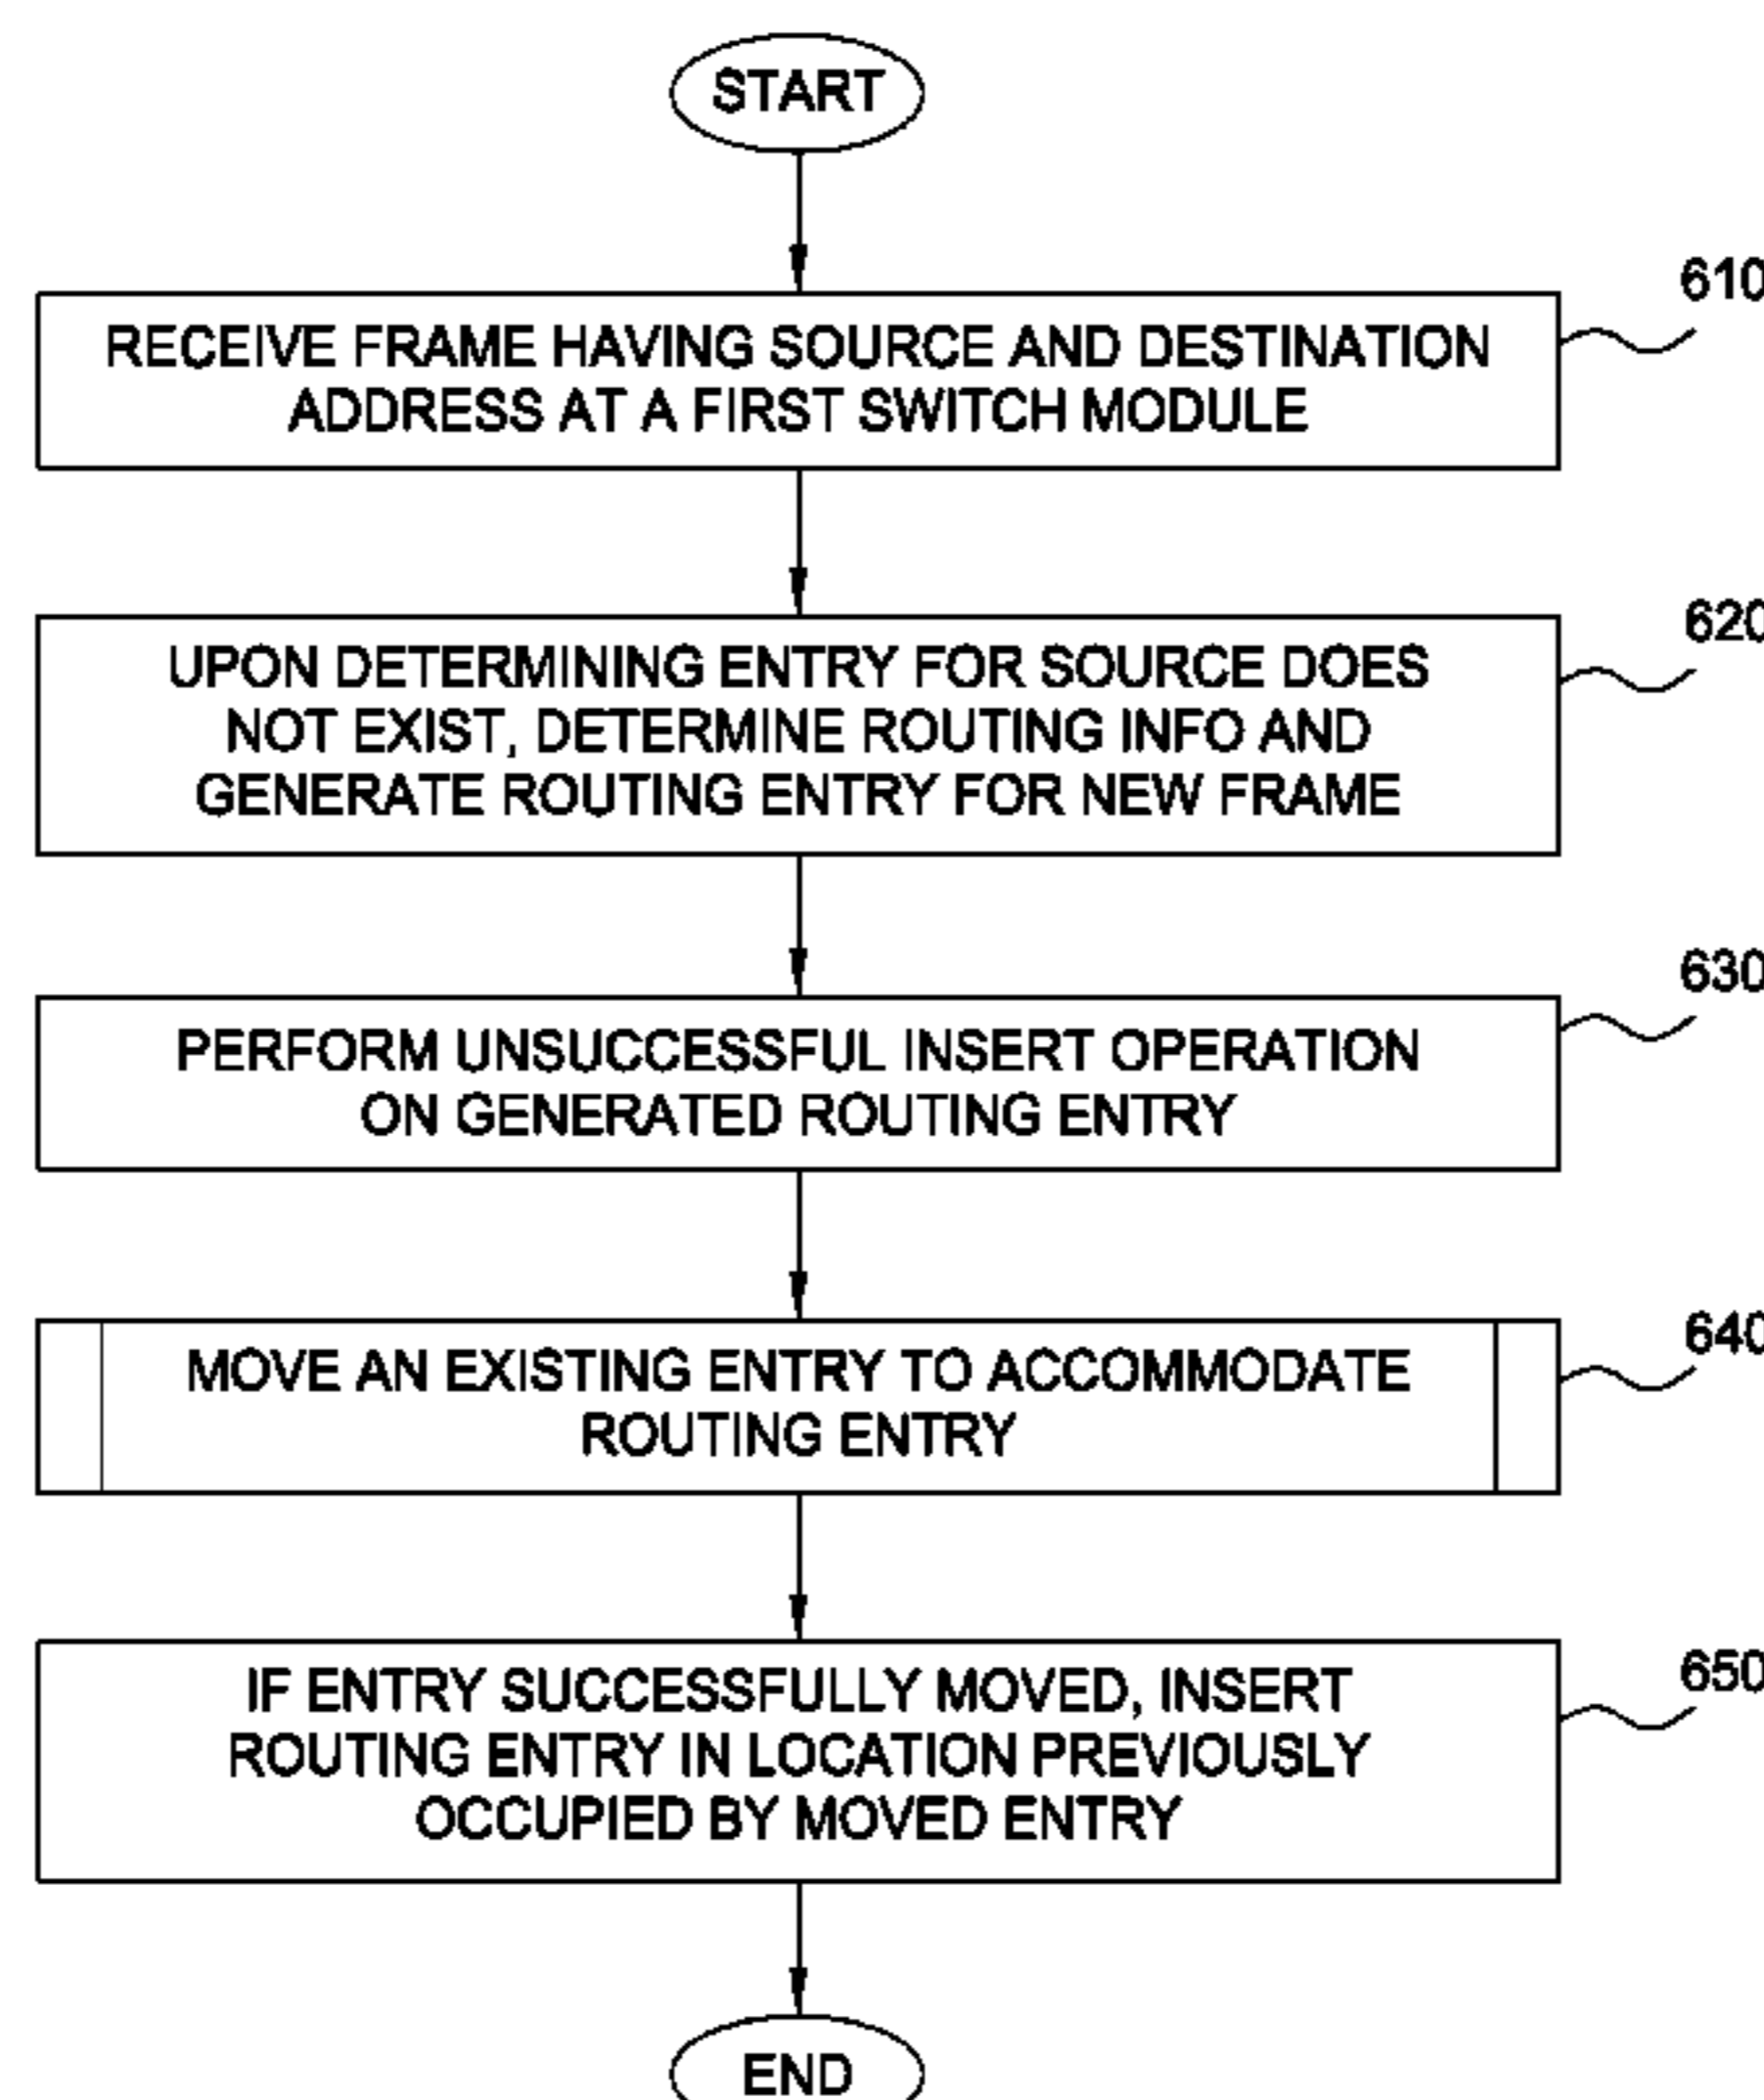 START
610
RECEIVE FRAME HAVING SOURCE AND DESTINATION
ADDRESS AT A FIRST SWITCH MODULE
620
UPON DETERMINING ENTRY FOR SOURCE DOES
NOT EXIST, DETERMINE ROUTING INFO AND
GENERATE ROUTING ENTRY FOR NEW FRAME
630
PERFORM UNSUCCESSFUL INSERT OPERATION
ON GENERATED ROUTING ENTRY
640
MOVE AN EXISTING ENTRY TO ACCOMMODATE
ROUTING ENTRY
650
IF ENTRY SUCCESSFULLY MOVED, INSERT
ROUTING ENTRY IN LOCATION PREVIOUSLY
OCCUPIED BY MOVED ENTRY
END